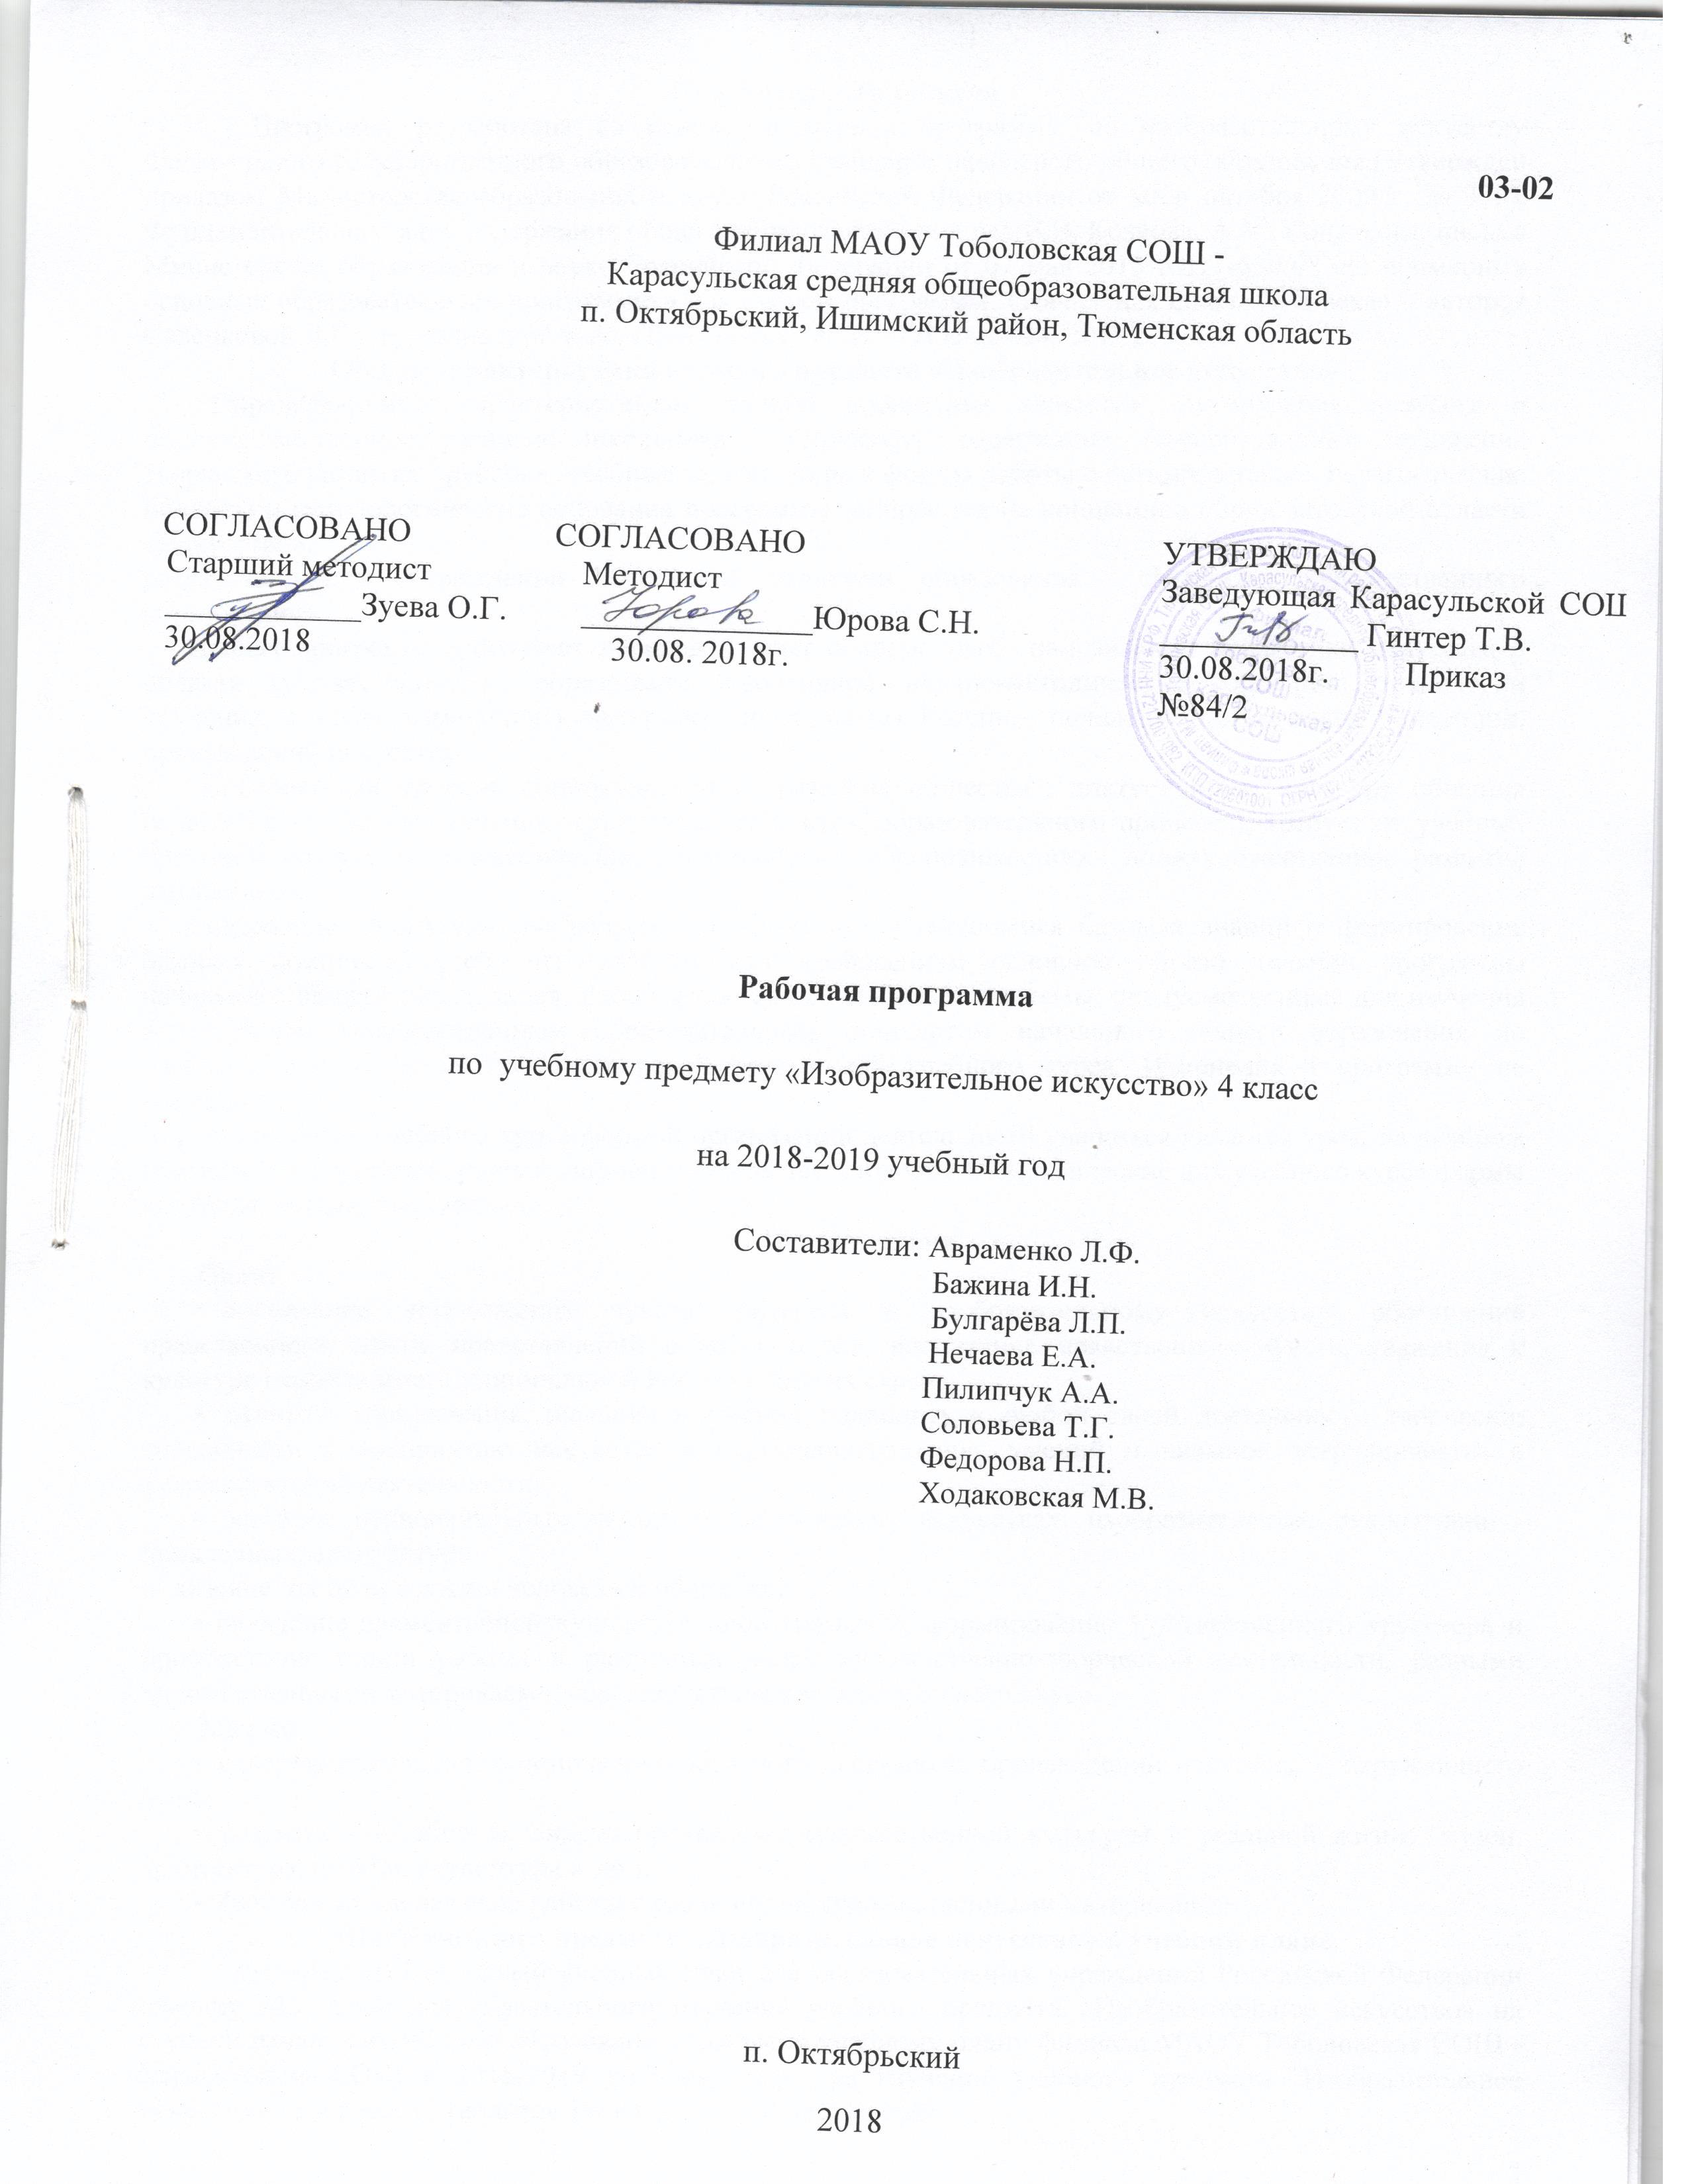 03-02
Филиал МАОУ Тоболовская СОШ -
Карасульская средняя общеобразовательная школа
п. Октябрьский, Ишимский район, Тюменская область
СОГЛАСОВАНО
Старший методист
Зуева О.Г.
30.08.2018
СОГЛАСОВАНО
Методист
Юрова Юрова С.Н.
30.08. 2018г.
УТВЕРЖДАЮ
Заведующая Карасульской СОШ
Гинтер Т.В.
30.08.2018г. Приказ
№84/2
Рабочая программа
по учебному предмету «Изобразительное искусство» 4 класс
на 2018-2019 учебный год
Составители: Авраменко Л.Ф.
Бажина И.Н.
Булгарёва Л.П.
Нечаева Е.А.
Пилипчук А.А.
Соловьева Т.Г.
Федорова Н.П.
Ходаковская М.В.
п. Октябрьский
2018